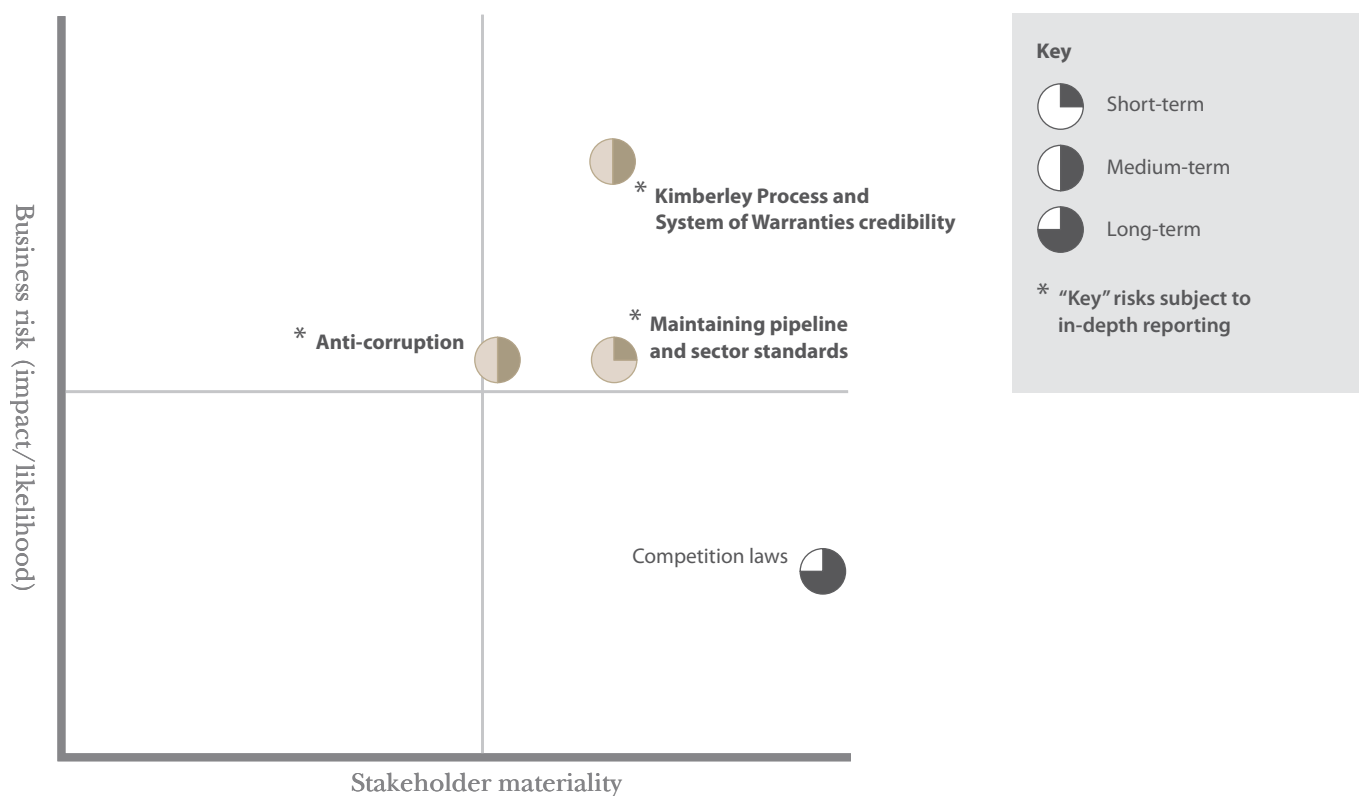 Business risk (impact/likelihood)
* Kimberley Process and
System of Warranties credibility
* Anti-corruption
* Maintaining pipeline
and sector standards
Competition laws
Stakeholder materiality
Key
Short-term
Medium-term
Long-term
* “Key” risks subject to
in-depth reporting